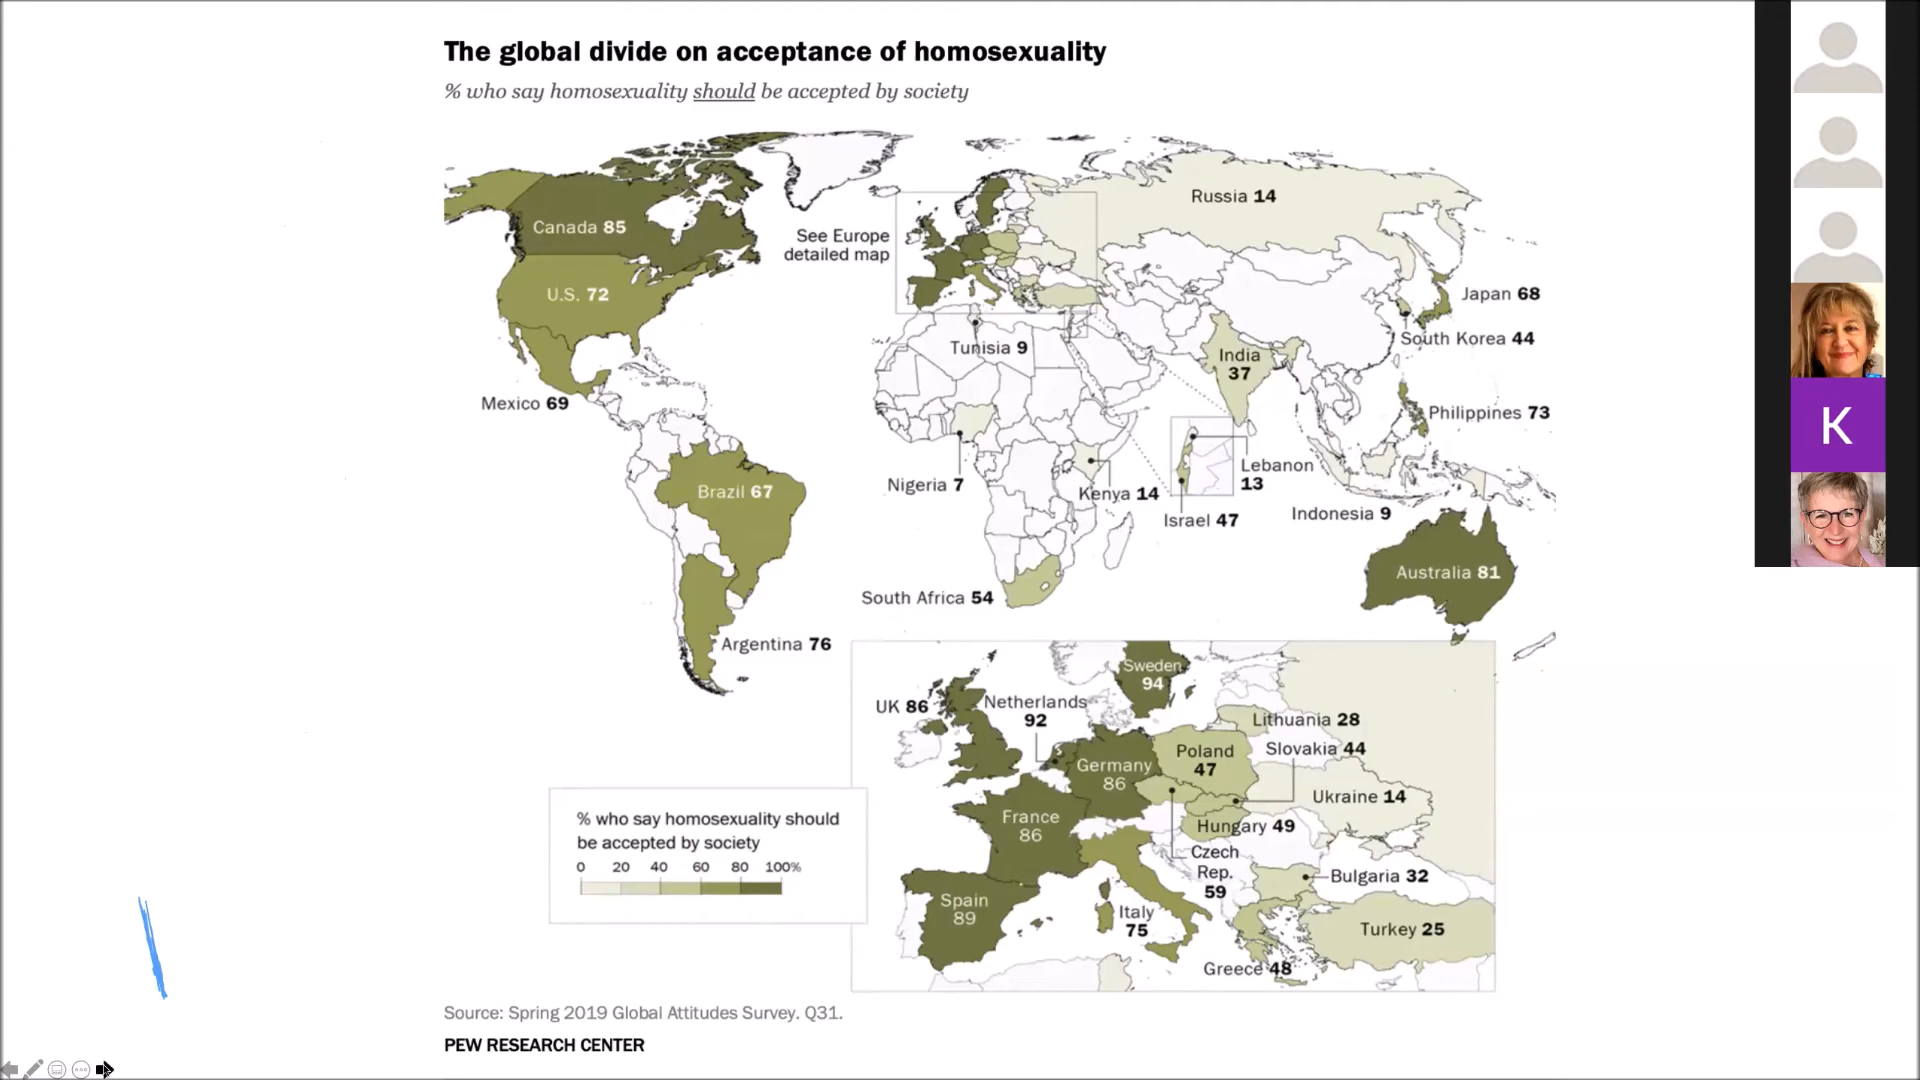 The global divide on acceptance of homosexuality
% who say homosexuality should be accepted by society
Canada 85
U.S. 72
Mexico 69
Brazil 67
Argentina 76
See Europe
detailed map
Russia 14
Japan 68
South Korea 44
Tunisia 9
India
37
Philippines 73
Nigeria 7
Kenya 14
Lebanon
13
Israel 47
Indonesia 9
South Africa 54
Australia 81
Sweden
94
UK 86
Netherlands
92
Lithuania 28
Slovakia 44
Poland
47
Germany
86
Ukraine 14
France
86
Hungary 49
Czech
Rep.
59
Bulgaria 32
Spain
89
Italy
75
Turkey 25
Greece 48
% who say homosexuality should
be accepted by society
0 20 40 60 80 100%
Source: Spring 2019 Global Attitudes Survey. Q31.
PEW RESEARCH CENTER
K